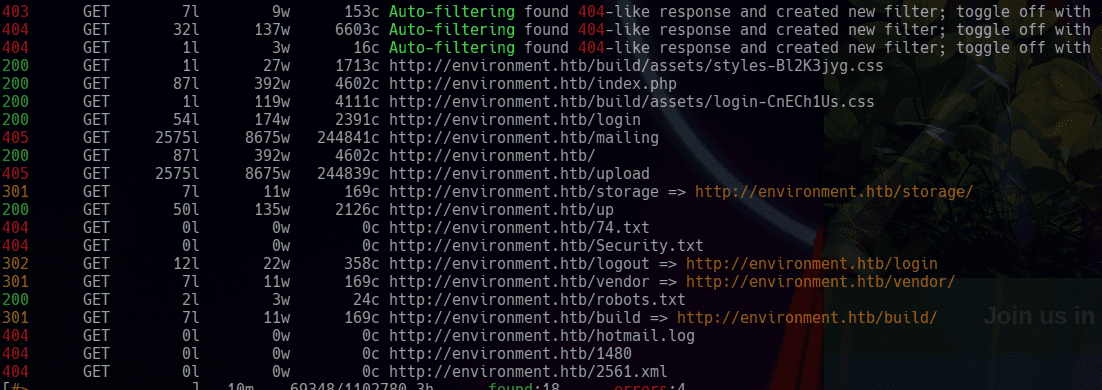 403 GET 7l 9w 153c Auto-filtering found 404-like response and created new filter; toggle off with
404 GET 32l 137w 6603c Auto-filtering found 404-like response and created new filter; toggle off with
404 GET 1l 3w 16c Auto-filtering found 404-like response and created new filter; toggle off with
200 GET 1l 27w 1713c http://environment.htb/build/assets/styles-Bl2K3jyg.css
200 GET 87l 392w 4602c http://environment.htb/index.php
200 GET 1l 119w 4111c http://environment.htb/build/assets/login-CnECh1Us.css
200 GET 54l 174w 2391c http://environment.htb/login
405 GET 2575l 8675w 244841c http://environment.htb/mailing
200 GET 87l 392w 4602c http://environment.htb/
405 GET 2575l 8675w 244839c http://environment.htb/upload
301 GET 7l 11w 169c http://environment.htb/storage => http://environment.htb/storage/
200 GET 50l 135w 2126c http://environment.htb/up
404 GET 0l 0w 0c http://environment.htb/74.txt
404 GET 0l 0w 0c http://environment.htb/Security.txt
302 GET 12l 22w 358c http://environment.htb/logout => http://environment.htb/login
301 GET 7l 11w 169c http://environment.htb/vendor => http://environment.htb/vendor/
200 GET 2l 3w 24c http://environment.htb/robots.txt
301 GET 7l 11w 169c http://environment.htb/build => http://environment.htb/build/
Join us in
404 GET 0l 0w 0c http://environment.htb/hotmail.log
404 GET 0l 0w 0c http://environment.htb/1480
404 GET 0l 0w 0c http://environment.htb/2561.xml
[#> ] - 10m 69348/1102780 3h found:18 errors:4